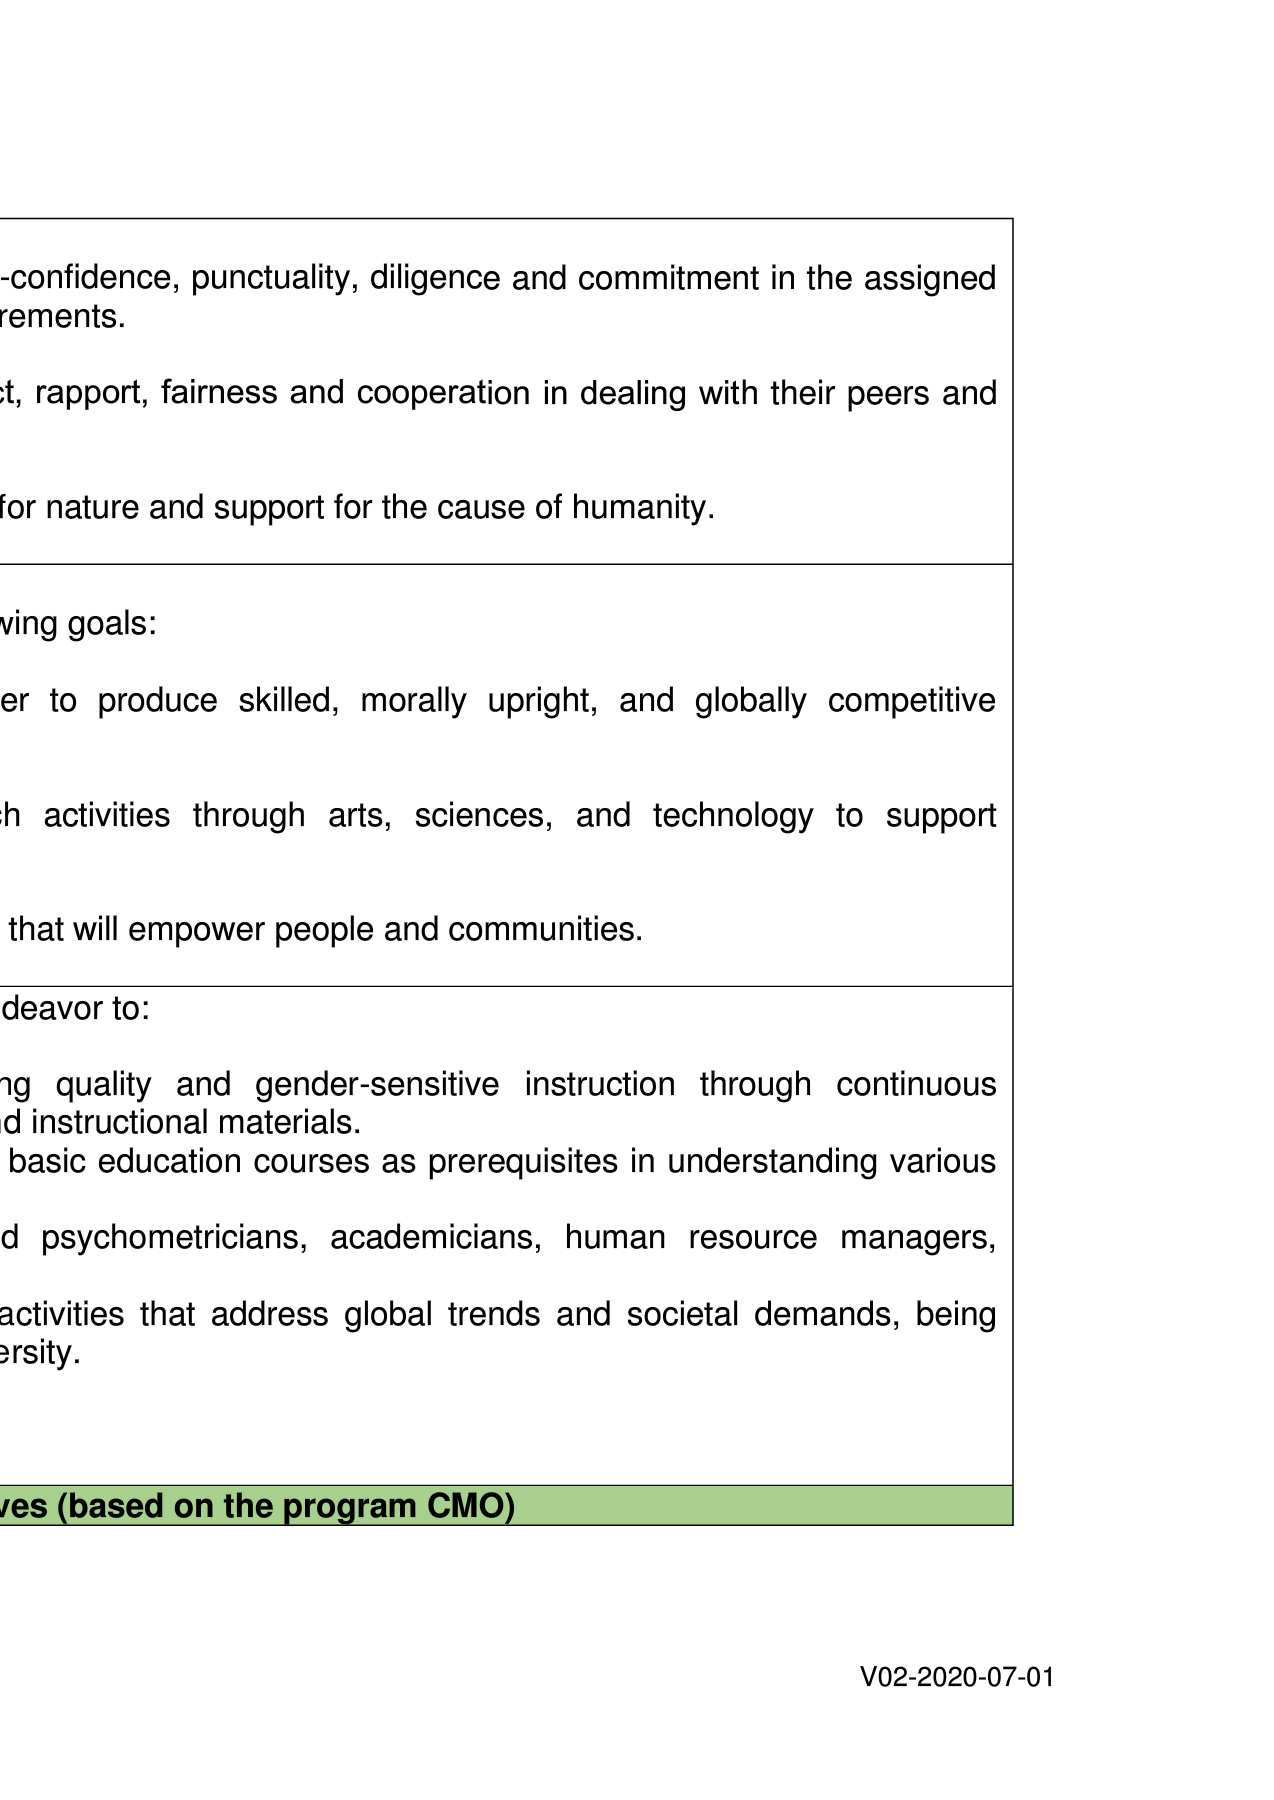 -confidence, punctuality, diligence and commitment in the assigned
rements.
ct, rapport, fairness and cooperation in dealing with their peers and
for nature and support for the cause of humanity.
wing goals:
er to produce skilled, morally upright, and globally competitive
ch activities through arts, sciences, and technology to support
that will empower people and communities.
deavor to:
ng quality and gender-sensitive instruction through continuous
nd instructional materials.
basic education courses as prerequisites in understanding various
d psychometricians, academicians, human resource managers,
activities that address global trends and societal demands, being
ersity.
ves (based on the program CMO)
V02-2020-07-01